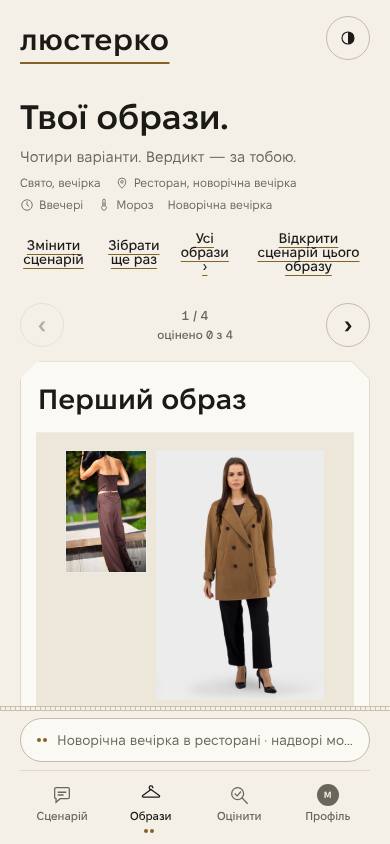 люстерко
Твої образи.
Чотири варіанти. Вердикт — за тобою.
Свято, вечірка Ресторан, новорічна вечірка
Ввечері Мороз Новорічна вечірка
Змінити
сценарій
Зібрати
ще раз
Усі
образи
›
Відкрити
сценарій цього
образу
‹
1 / 4
оцінено 0 з 4
›
Перший образ
Новорічна вечірка в ресторані · надворі мо…
Сценарій Образи Оцінити М Профіль